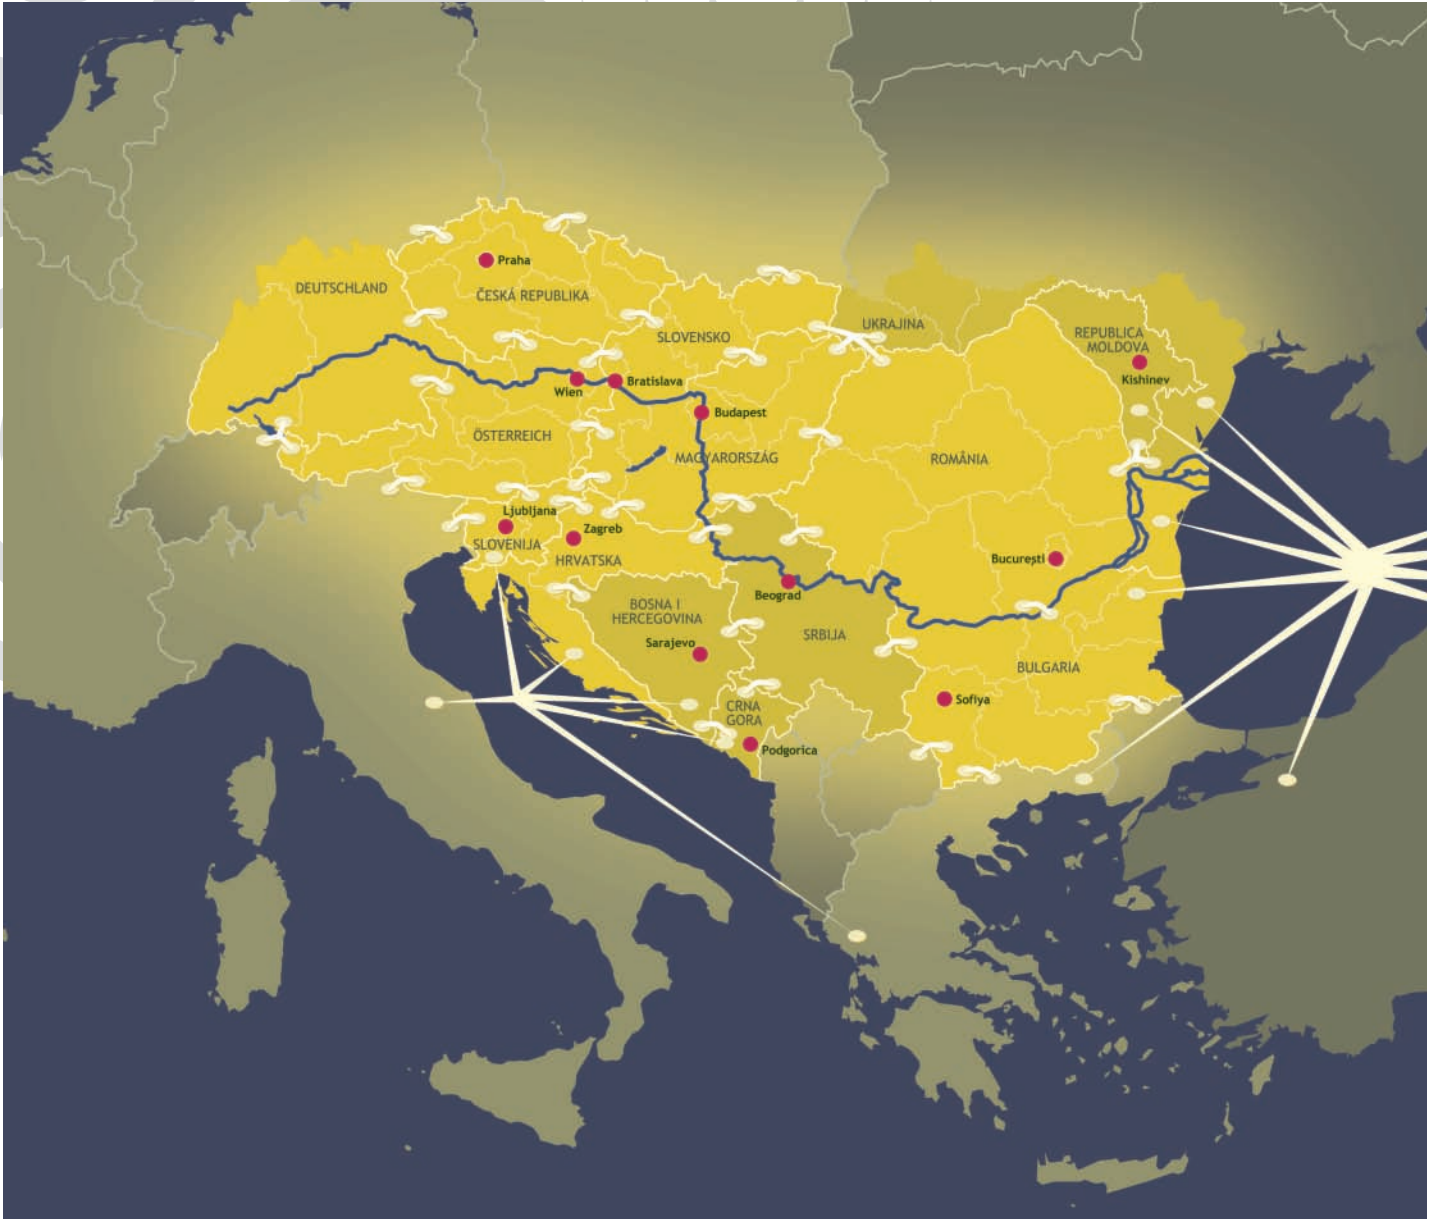 Praha
DEUTSCHLAND
ČESKÁ REPUBLIKA
UKRAJINA
SLOVENSKO
REPUBLICA
MOLDOVA
Kishinev
Wien
Bratislava
Budapest
ÖSTERREICH
MAGYARORSZÁG
ROMÂNIA
Ljubljana
Zagreb
SLOVENIJA
HRVATSKA
București
Beograd
BOSNA I
HERCEGOVINA
SRBIJA
Sarajevo
BULGARIA
CRNA
GORA
Sofiya
Podgorica